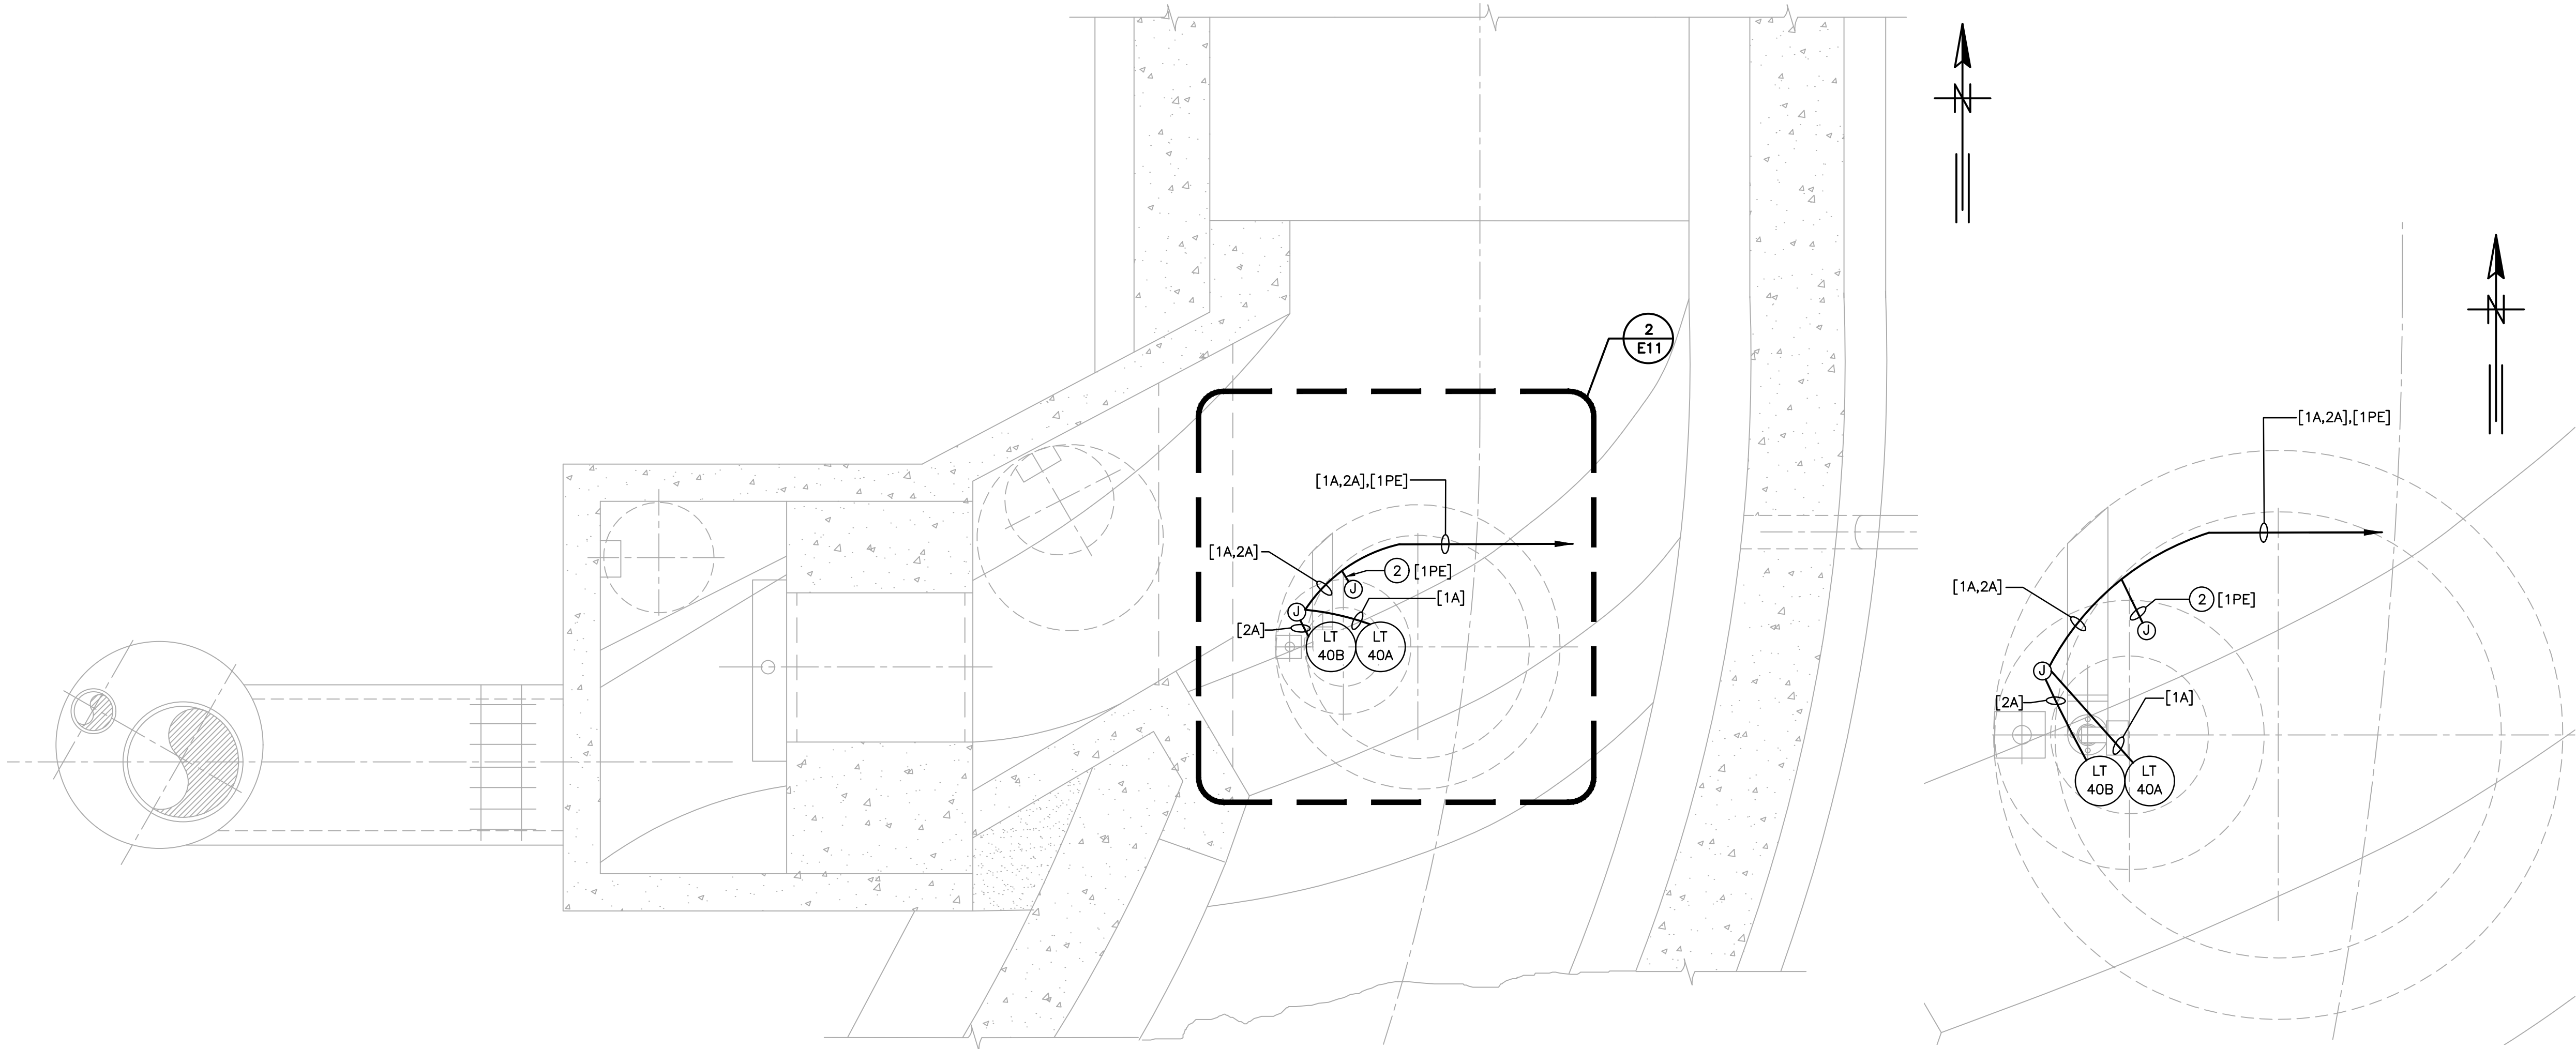 N
2
E11
[1A,2A],[1PE]
[1A,2A]
2 [1PE]
J
[1A]
J
[2A]
LT
40B
LT
40A
N
[1A,2A],[1PE]
[1A,2A]
2 [1PE]
J
J
[2A]
[1A]
LT
40B
LT
40A